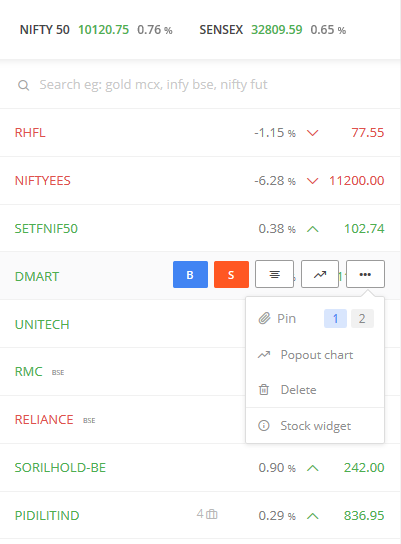 NIFTY 50 10120.75 0.76 % SENSEX 32809.59 0.65 %
Search eg: gold mcx, infy bse, nifty fut
RHFL -1.15 % 77.55
NIFTYEES -6.28 % 11200.00
SETFNIF50 0.38 % 102.74
DMART B S
UNITECH
Pin 1 2
RMC BSE
Popout chart
Delete
RELIANCE BSE
Stock widget
SORILHOLD-BE 0.90 % 242.00
PIDILITIND 4 0.29 % 836.95